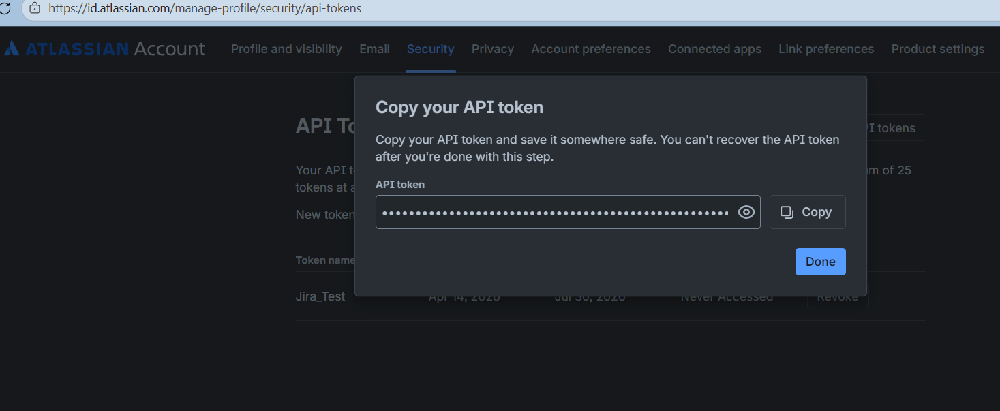 https://id.atlassian.com/manage-profile/security/api-tokens
ATLASSIAN Account Profile and visibility Email Security Privacy Account preferences Connected apps Link preferences Product settings
Copy your API token
API To
PI tokens
Copy your API token and save it somewhere safe. You can't recover the API token
after you're done with this step.
Your API t
m of 25
tokens at a
API token
New token
•••••••••••••••••••••••••••••••••••••••••••••••••••• Copy
Token name
Done
Jira_Test Apr 14, 2026 Jul 30, 2026 Never Accessed Revoke